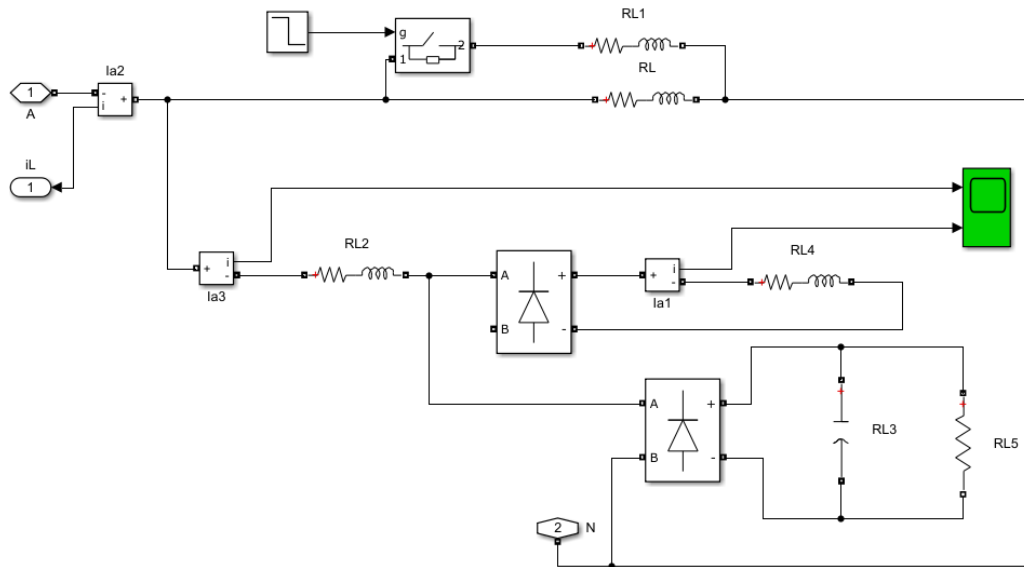 RL1
g
1
2
RL
Ia2
-
+
i
1
A
iL
1
RL2
RL4
+
i
-
Ia3
A
B
+
-
+
i
-
Ia1
A
B
+
-
RL3
RL5
2
N